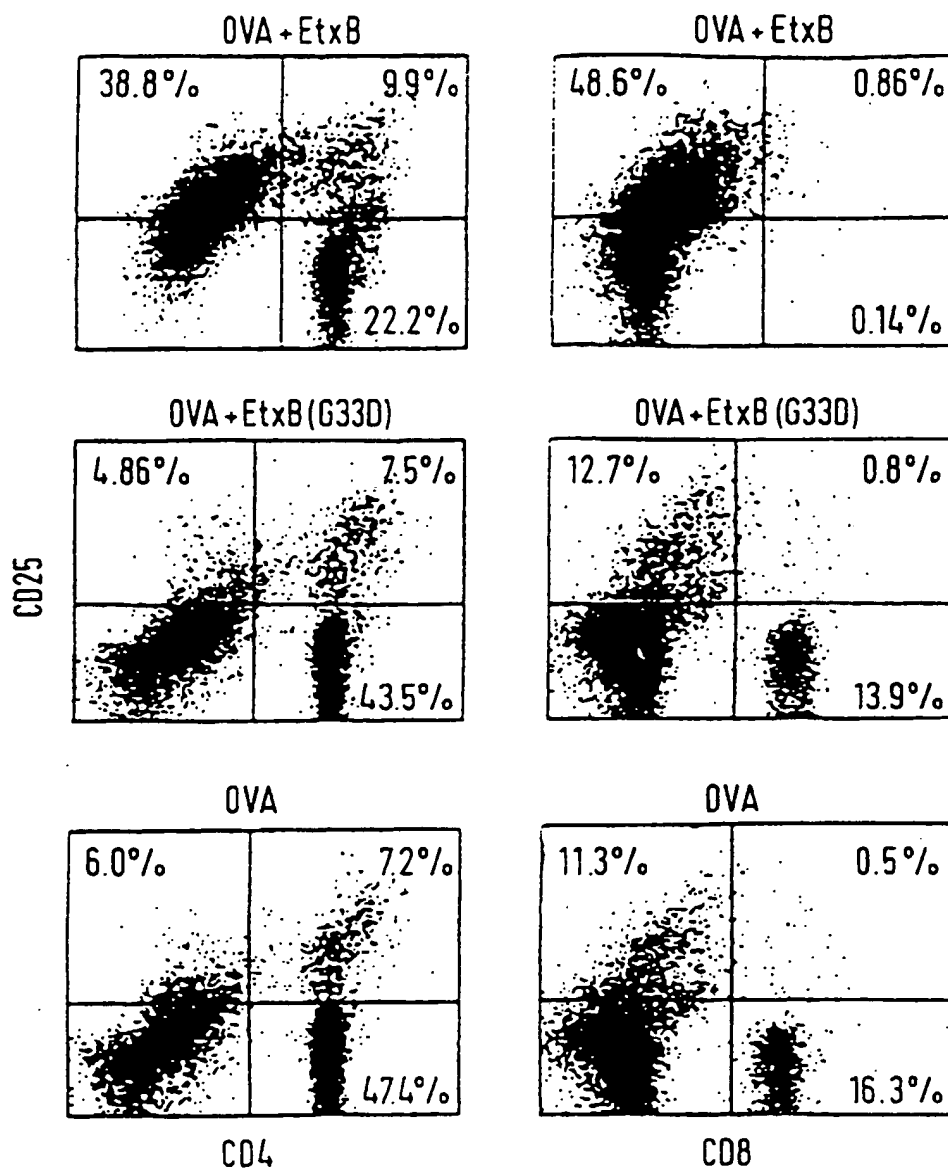 OVA + EtxB
OVA + EtxB
38.8%
9.9%
48.6%
0.86%
22.2%
0.14%
OVA + EtxB (G33D)
OVA + EtxB (G33D)
4.86%
7.5%
12.7%
0.8%
43.5%
13.9%
CD25
OVA
OVA
6.0%
7.2%
11.3%
0.5%
47.4%
16.3%
CD4
CD8